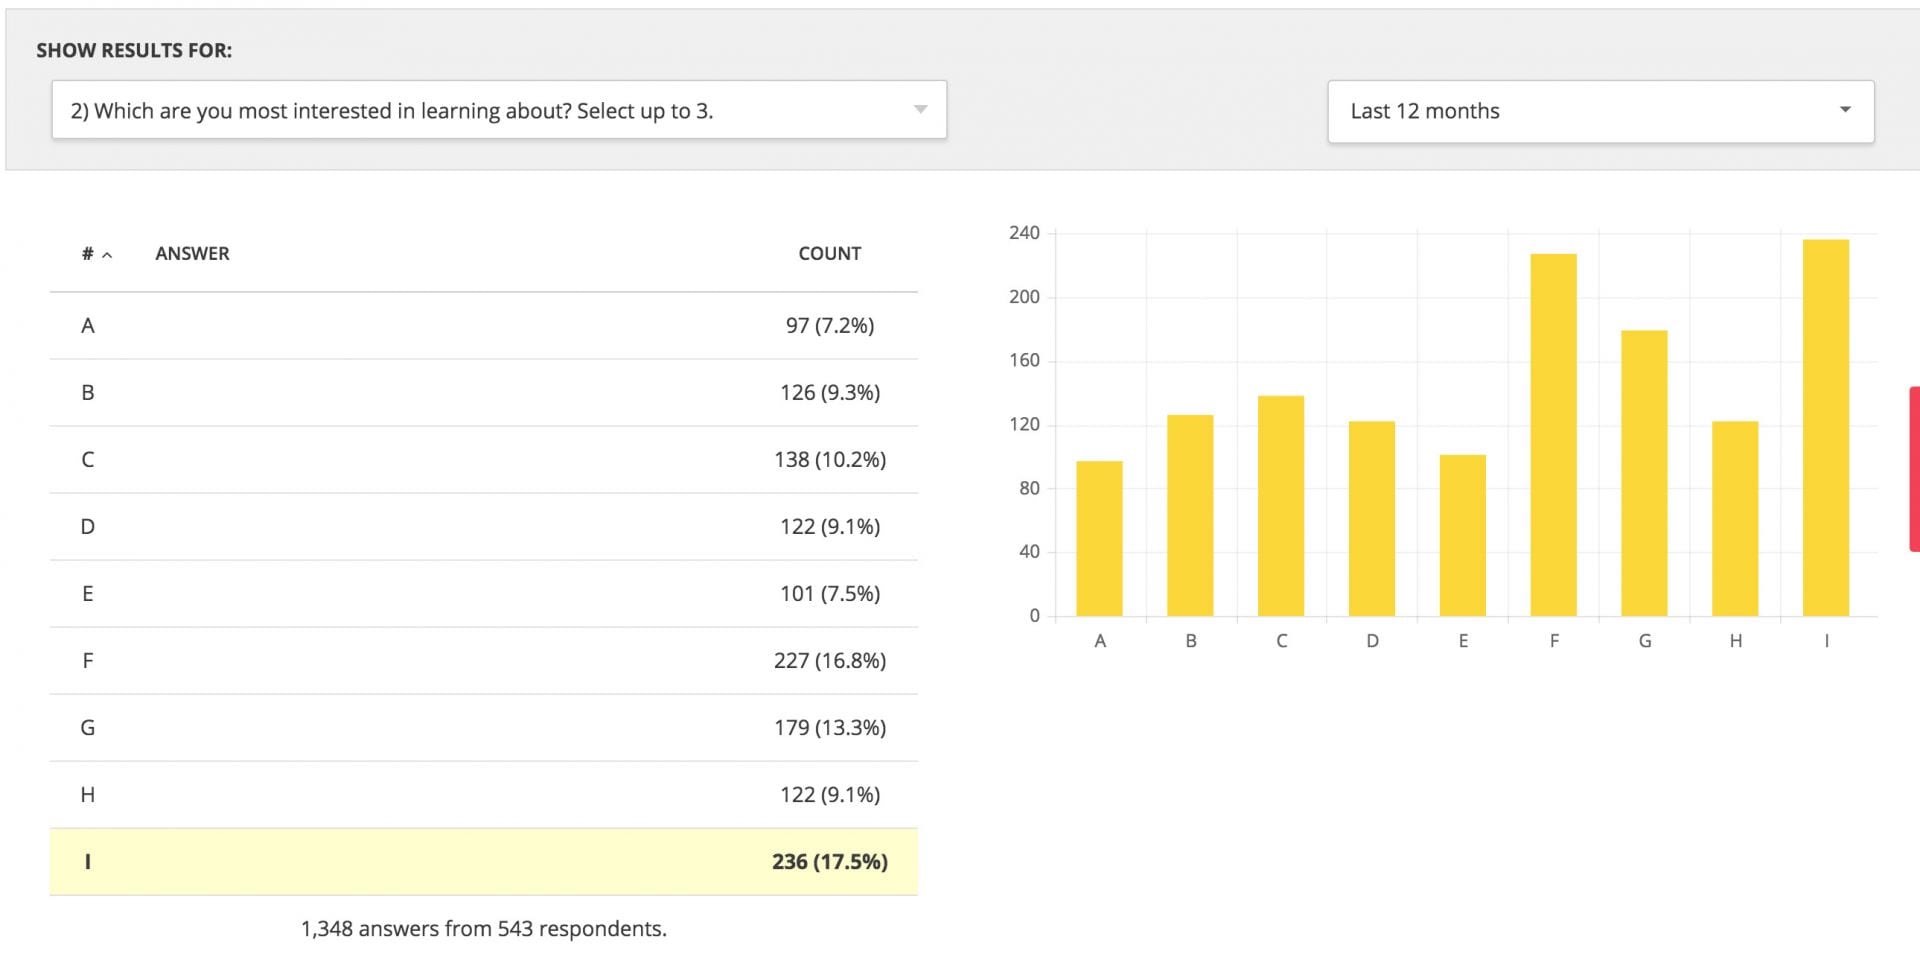 SHOW RESULTS FOR:
2) Which are you most interested in learning about? Select up to 3.
Last 12 months
# ANSWER COUNT
A 97 (7.2%)
B 126 (9.3%)
C 138 (10.2%)
D 122 (9.1%)
E 101 (7.5%)
F 227 (16.8%)
G 179 (13.3%)
H 122 (9.1%)
I 236 (17.5%)
1,348 answers from 543 respondents.
240
200
160
120
80
40
0
A B C D E F G H I